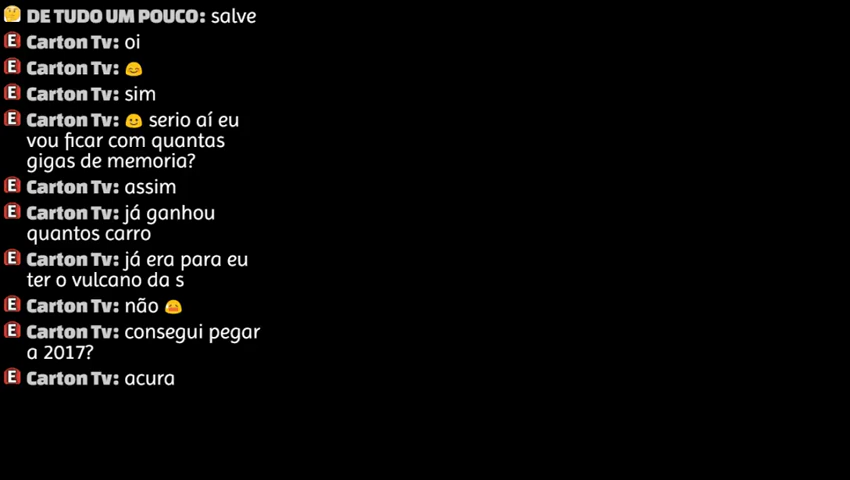 DE TUDO UM POUCO: salve
E Carton Tv: oi
E Carton Tv: 😊
E Carton Tv: sim
E Carton Tv: 🙂 serio aí eu
vou ficar com quantas
gigas de memoria?
E Carton Tv: assim
E Carton Tv: já ganhou
quantos carro
E Carton Tv: já era para eu
ter o vulcano da s
E Carton Tv: não 😫
E Carton Tv: consegui pegar
a 2017?
E Carton Tv: acura